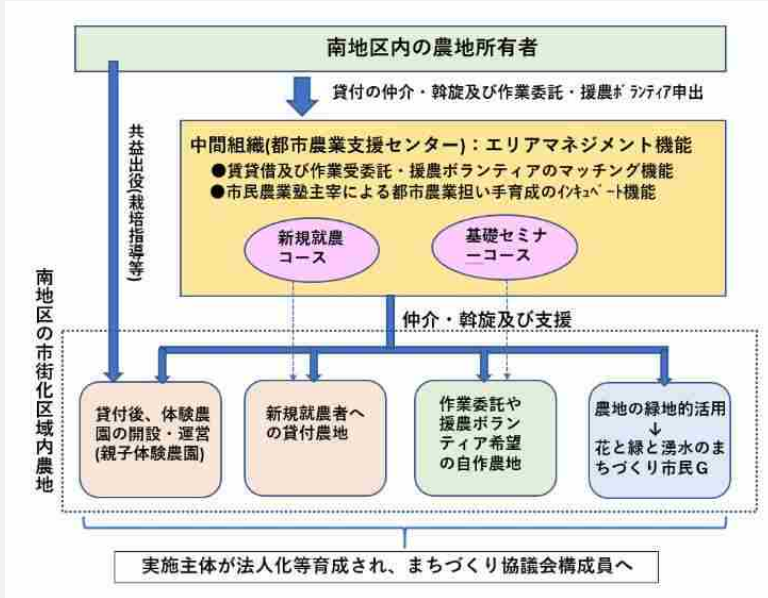 南地区内の農地所有者
貸付の仲介・斡旋及び作業委託・援農ﾎﾞﾗﾝﾃｨｱ申出
共益出役(栽培指導等)
中間組織(都市農業支援センター)：エリアマネジメント機能
●賃貸借及び作業受委託・援農ボランティアのマッチング機能
●市民農業塾主宰による都市農業担い手育成のｲﾝｷｭﾍﾞｰﾄ機能
新規就農
コース
基礎セミナ
ーコース
仲介・斡旋及び支援
南地区の市街化区域内農地
貸付後、体験農
園の開設・運営
(親子体験農園)
新規就農者へ
の貸付農地
作業委託や
援農ボラン
ティア希望
の自作農地
農地の緑地的活用
↓
花と緑と湧水のま
ちづくり市民G
実施主体が法人化等育成され、まちづくり協議会構成員へ